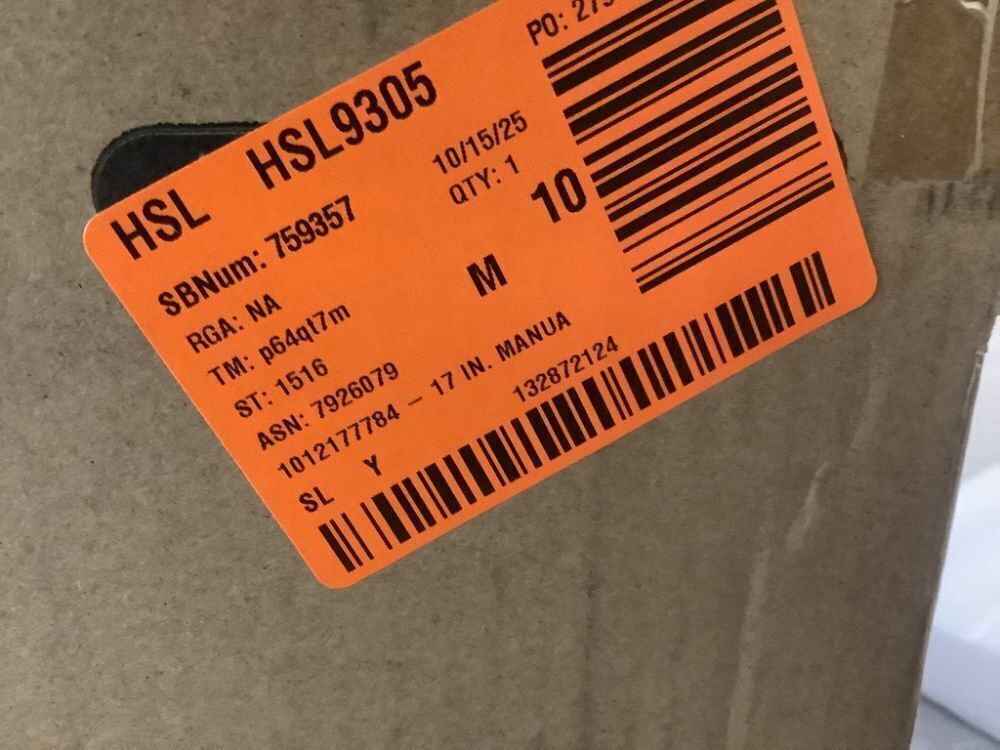 PO: 275
HSL HSL9305
SBNum: 759357 10/15/25
RGA: NA QTY: 1 10
TM: p64qt7m M
ST: 1516
ASN: 7926079
1012177784 – 17 IN. MANUA
SL Y 132872124